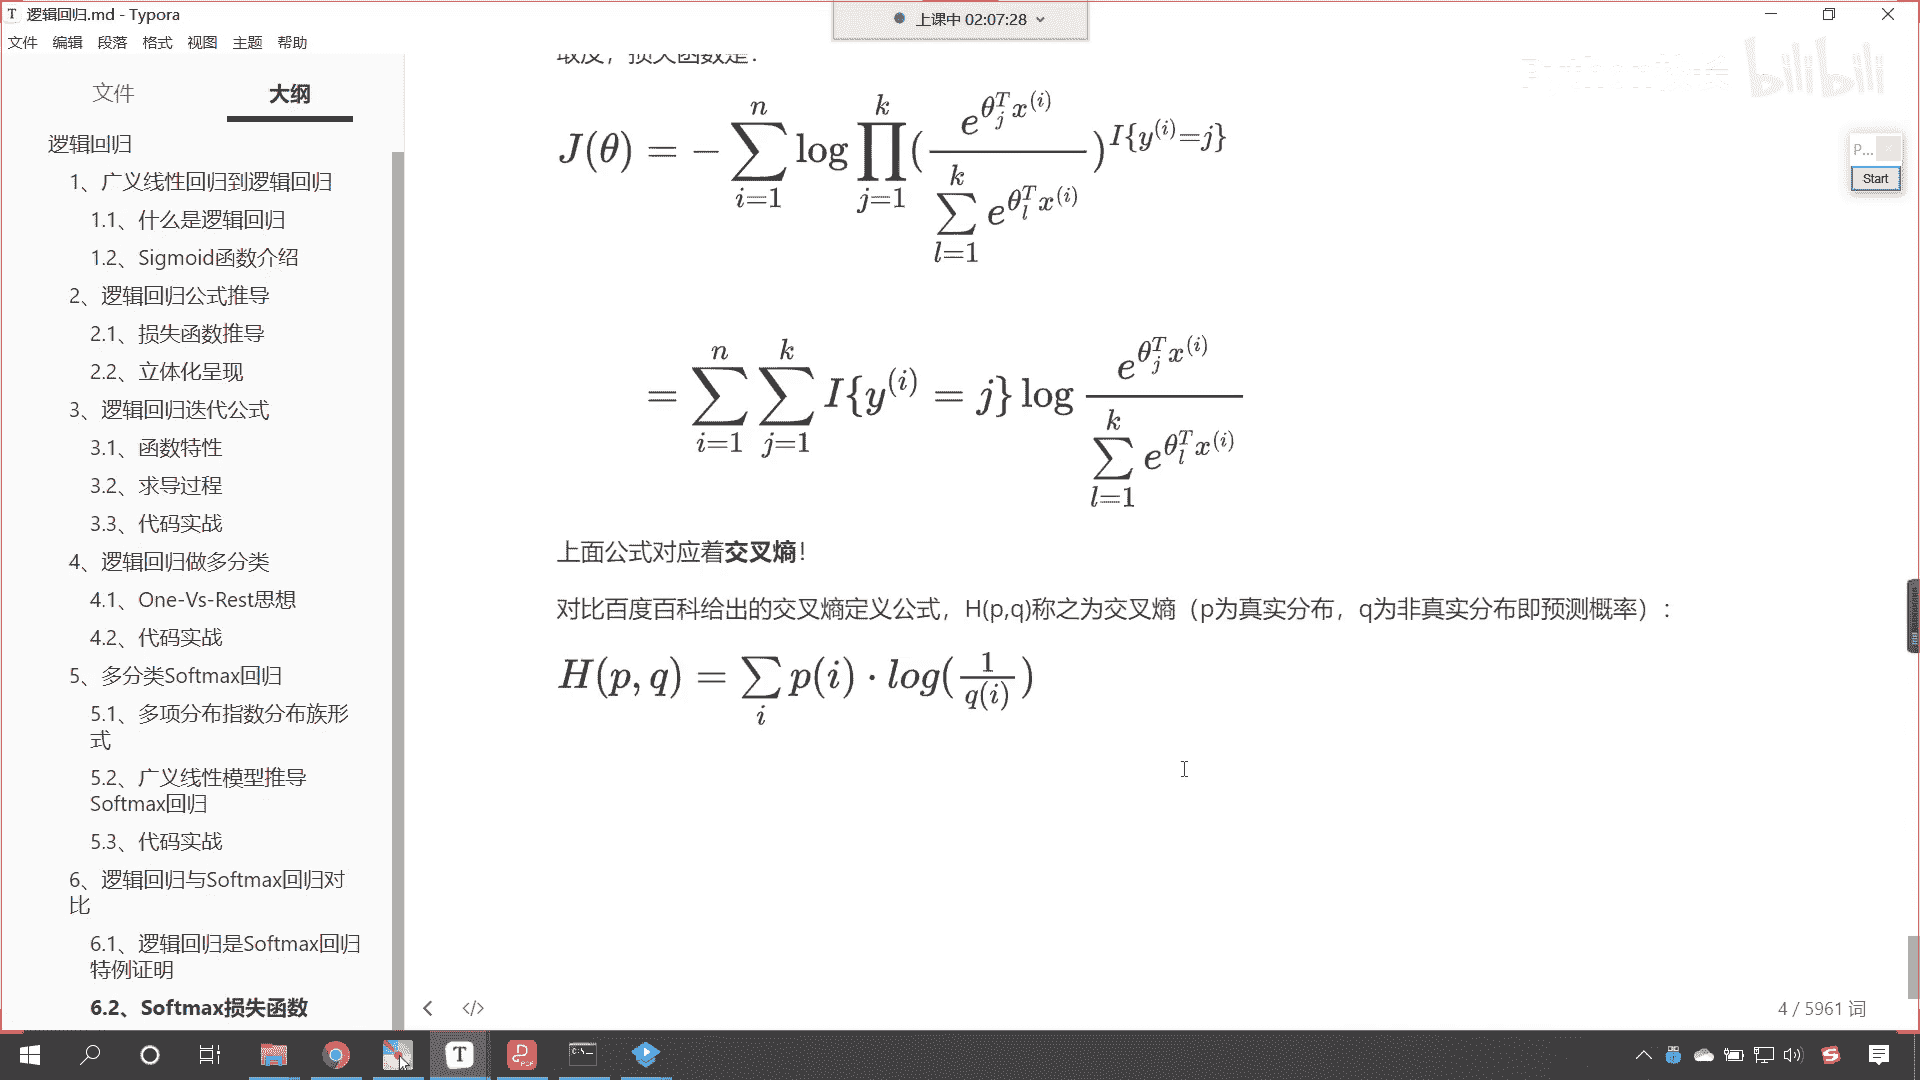 逻辑回归.md - Typora
上课中 02:07:28
文件 编辑 段落 格式 视图 主题 帮助
文件 大纲
逻辑回归
1、广义线性回归到逻辑回归
1.1、什么是逻辑回归
1.2、Sigmoid函数介绍
2、逻辑回归公式推导
2.1、损失函数推导
2.2、立体化呈现
3、逻辑回归迭代公式
3.1、函数特性
3.2、求导过程
3.3、代码实战
4、逻辑回归做多分类
4.1、One-Vs-Rest思想
4.2、代码实战
5、多分类Softmax回归
5.1、多项分布指数分布族形
式
5.2、广义线性模型推导
Softmax回归
5.3、代码实战
6、逻辑回归与Softmax回归对
比
6.1、逻辑回归是Softmax回归
特例证明
6.2、Softmax损失函数
取反，损失函数是：
J(θ) = − \sum_{i=1}^{n} log \prod_{j=1}^{k} ( \frac{e^{θ_j^T x^{(i)}}}{\sum_{l=1}^{k} e^{θ_l^T x^{(i)}}} )^{I\{y^{(i)}=j\}}
= \sum_{i=1}^{n} \sum_{j=1}^{k} I\{y^{(i)} = j\} log \frac{e^{θ_j^T x^{(i)}}}{\sum_{l=1}^{k} e^{θ_l^T x^{(i)}}}
上面公式对应着交叉熵！
对比百度百科给出的交叉熵定义公式，H(p,q)称之为交叉熵（p为真实分布，q为非真实分布即预测概率）：
H(p, q) = \sum_{i} p(i) · log(\frac{1}{q(i)})
bilibili
P...
Start
4 / 5961 词